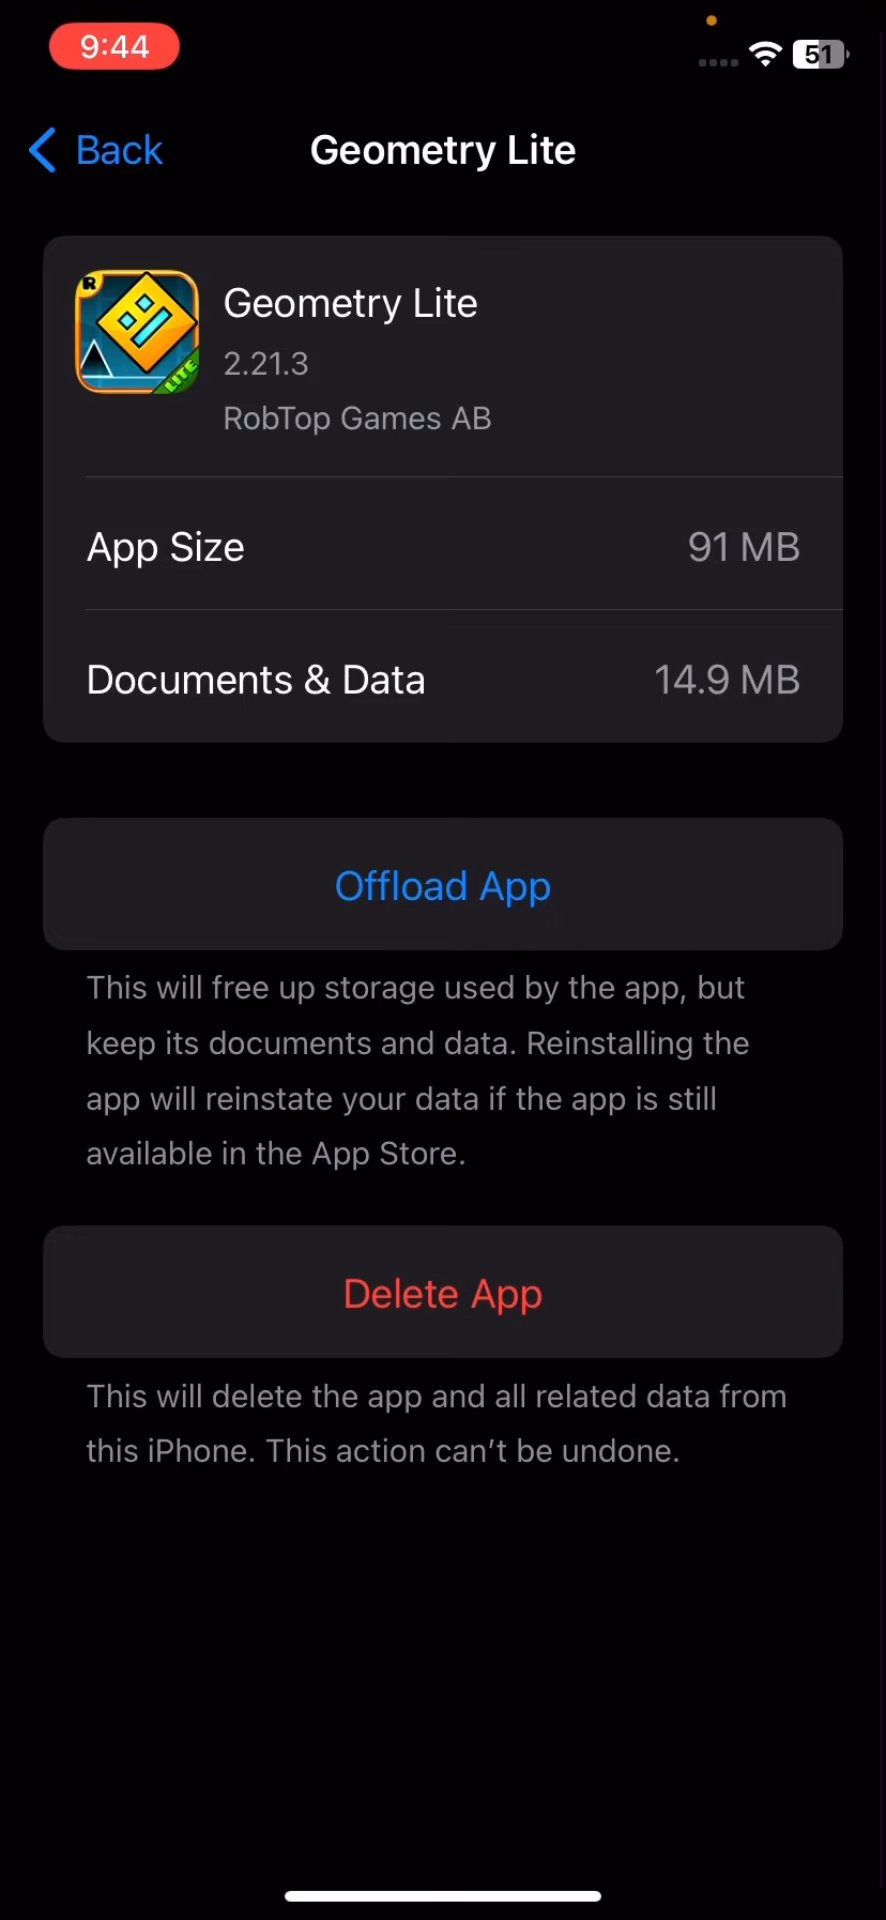 9:44
51
Back
Geometry Lite
R
LITE
Geometry Lite
2.21.3
RobTop Games AB
App Size
91 MB
Documents & Data
14.9 MB
Offload App
This will free up storage used by the app, but
keep its documents and data. Reinstalling the
app will reinstate your data if the app is still
available in the App Store.
Delete App
This will delete the app and all related data from
this iPhone. This action can’t be undone.